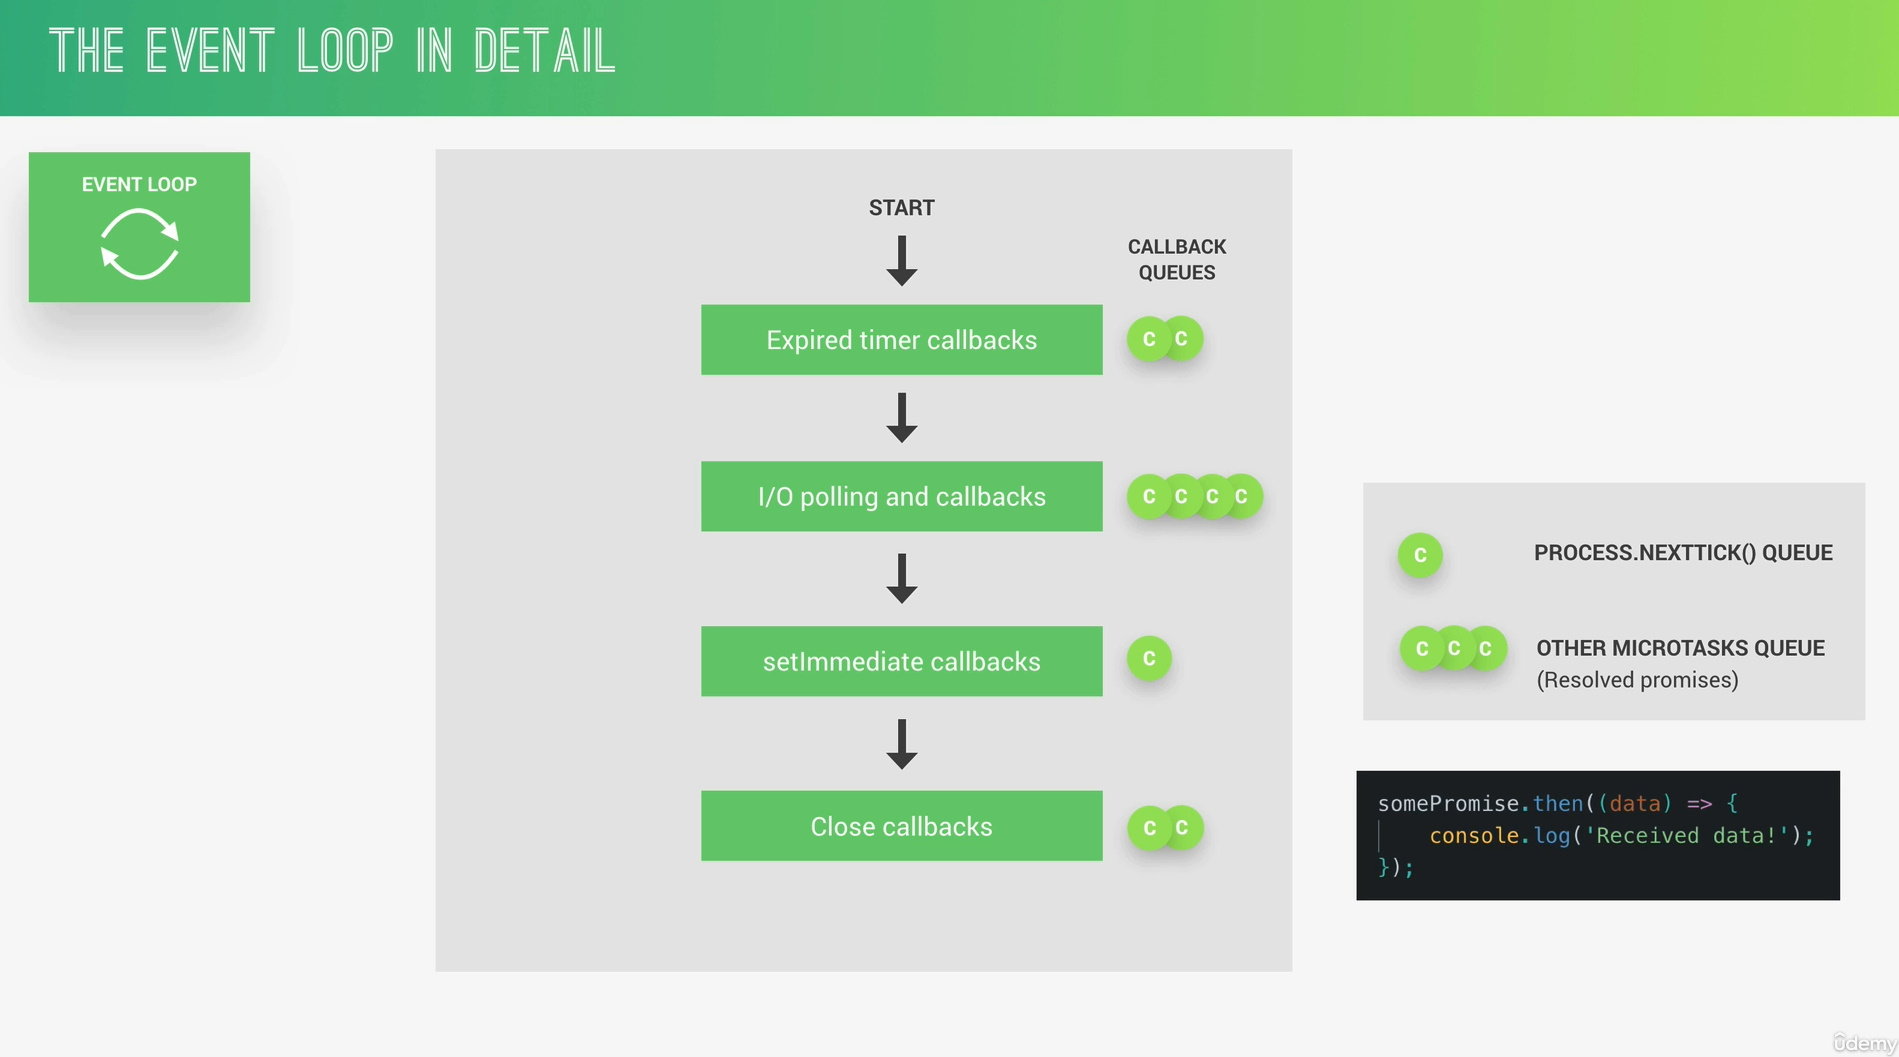 THE EVENT LOOP IN DETAIL
EVENT LOOP
START
CALLBACK
QUEUES
Expired timer callbacks
C C
I/O polling and callbacks
C C C C
setImmediate callbacks
C
Close callbacks
C C
C
PROCESS.NEXTTICK() QUEUE
C C C
OTHER MICROTASKS QUEUE
(Resolved promises)
somePromise.then((data) => {
    console.log('Received data!');
});
ûdemy